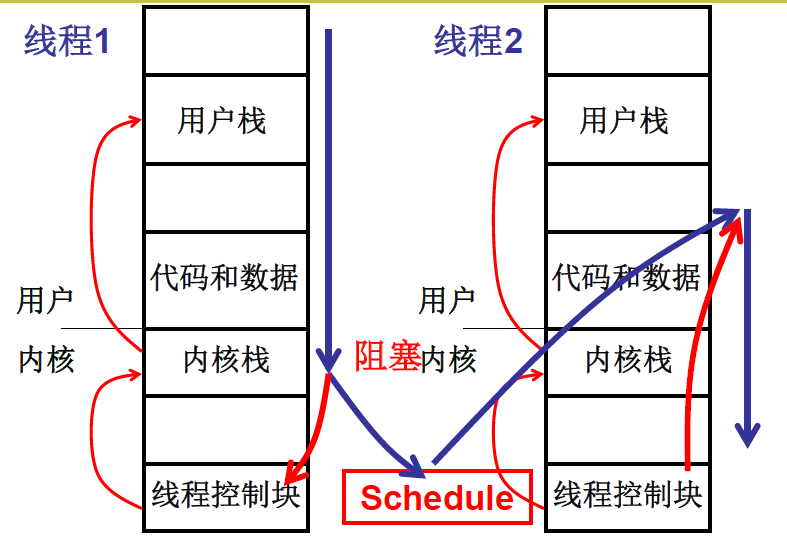 线程1
用户栈
代码和数据
用户
内核
内核栈
线程控制块
阻塞
Schedule
线程2
用户栈
代码和数据
用户
内核
内核栈
线程控制块